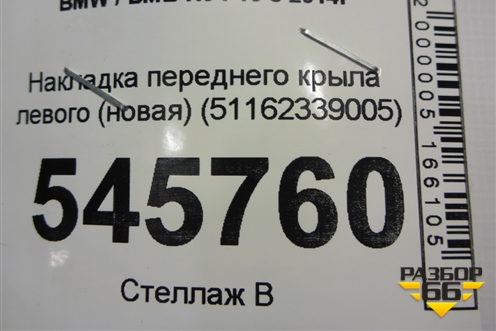 Накладка переднего крыла
левого (новая) (51162339005)
545760
Стеллаж В
2000005166105
РАЗБОР
66